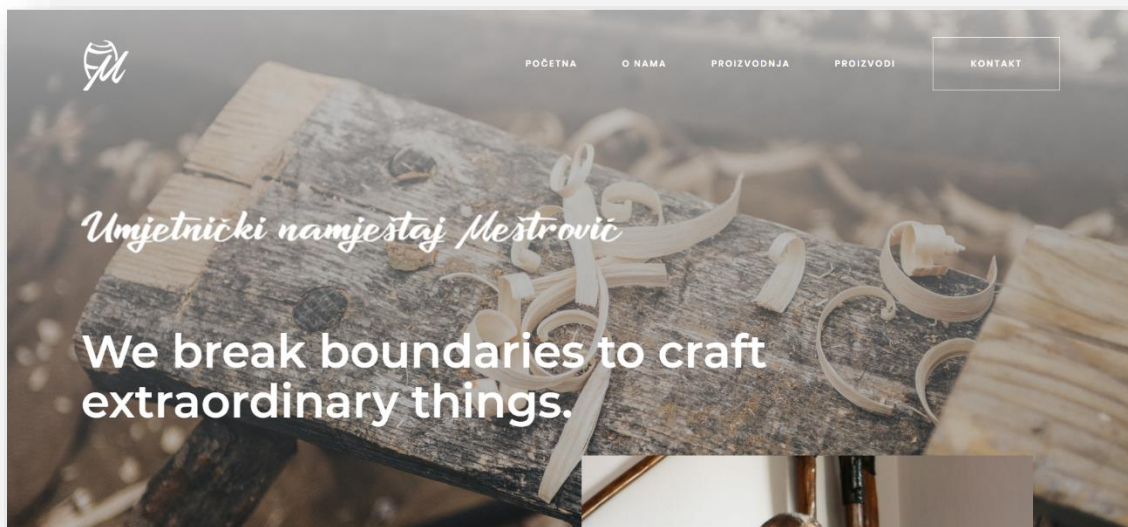 POČETNA O NAMA PROIZVODNJA PROIZVODI KONTAKT
Umjetnički namještaj Meštrović
We break boundaries to craft
extraordinary things.